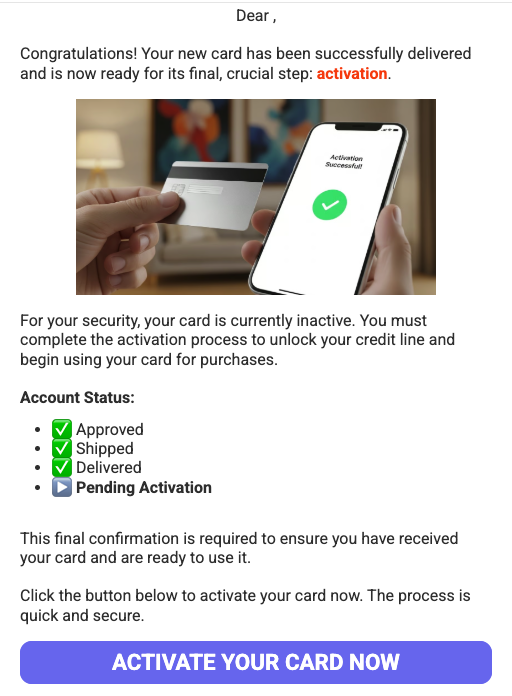 Dear ,
Congratulations! Your new card has been successfully delivered
and is now ready for its final, crucial step: activation.
Activation
Successfull
For your security, your card is currently inactive. You must
complete the activation process to unlock your credit line and
begin using your card for purchases.
Account Status:
• ✅ Approved
• ✅ Shipped
• ✅ Delivered
• ▶️ Pending Activation
This final confirmation is required to ensure you have received
your card and are ready to use it.
Click the button below to activate your card now. The process is
quick and secure.
ACTIVATE YOUR CARD NOW